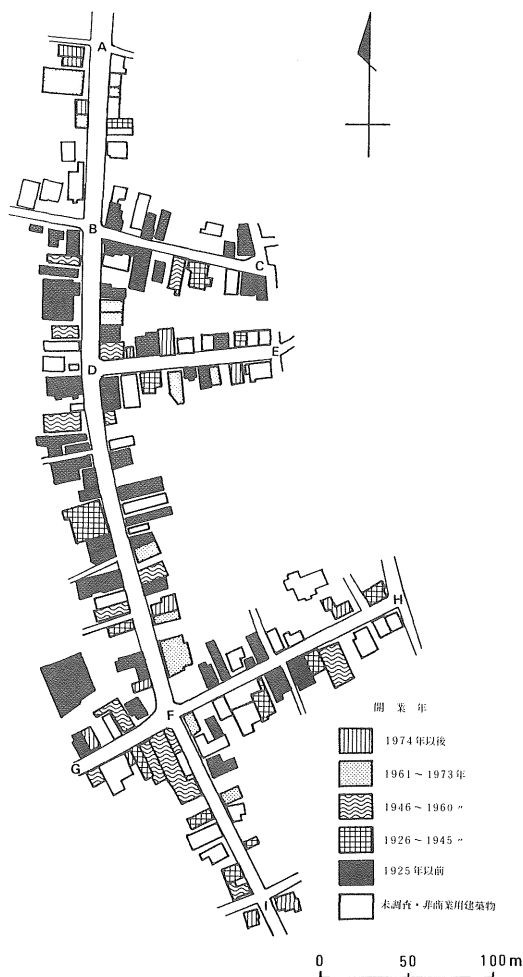 A
B
C
D
E
F
G
H
I
開業年
1974年以後
1961～1973年
1946～1960〃
1926～1945〃
1925年以前
未調査・非商業用建築物
0 50 100m